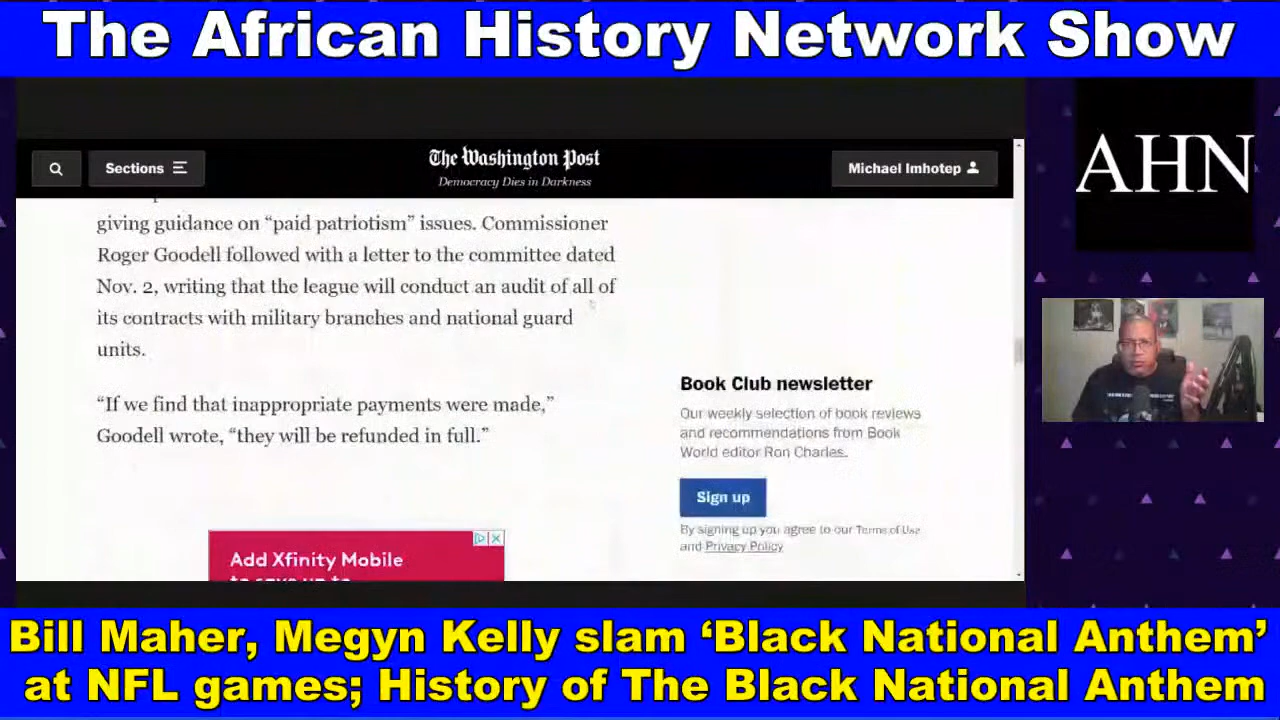 The African History Network Show
AHN
Sections
The Washington Post
Democracy Dies in Darkness
Michael Imhotep
giving guidance on “paid patriotism” issues. Commissioner
Roger Goodell followed with a letter to the committee dated
Nov. 2, writing that the league will conduct an audit of all of
its contracts with military branches and national guard
units.
“If we find that inappropriate payments were made,”
Goodell wrote, “they will be refunded in full.”
Book Club newsletter
Our weekly selection of book reviews
and recommendations from Book
World editor Ron Charles.
Sign up
By signing up you agree to our Terms of Use
and Privacy Policy
Add Xfinity Mobile
to save up to
Bill Maher, Megyn Kelly slam ‘Black National Anthem’
at NFL games; History of The Black National Anthem